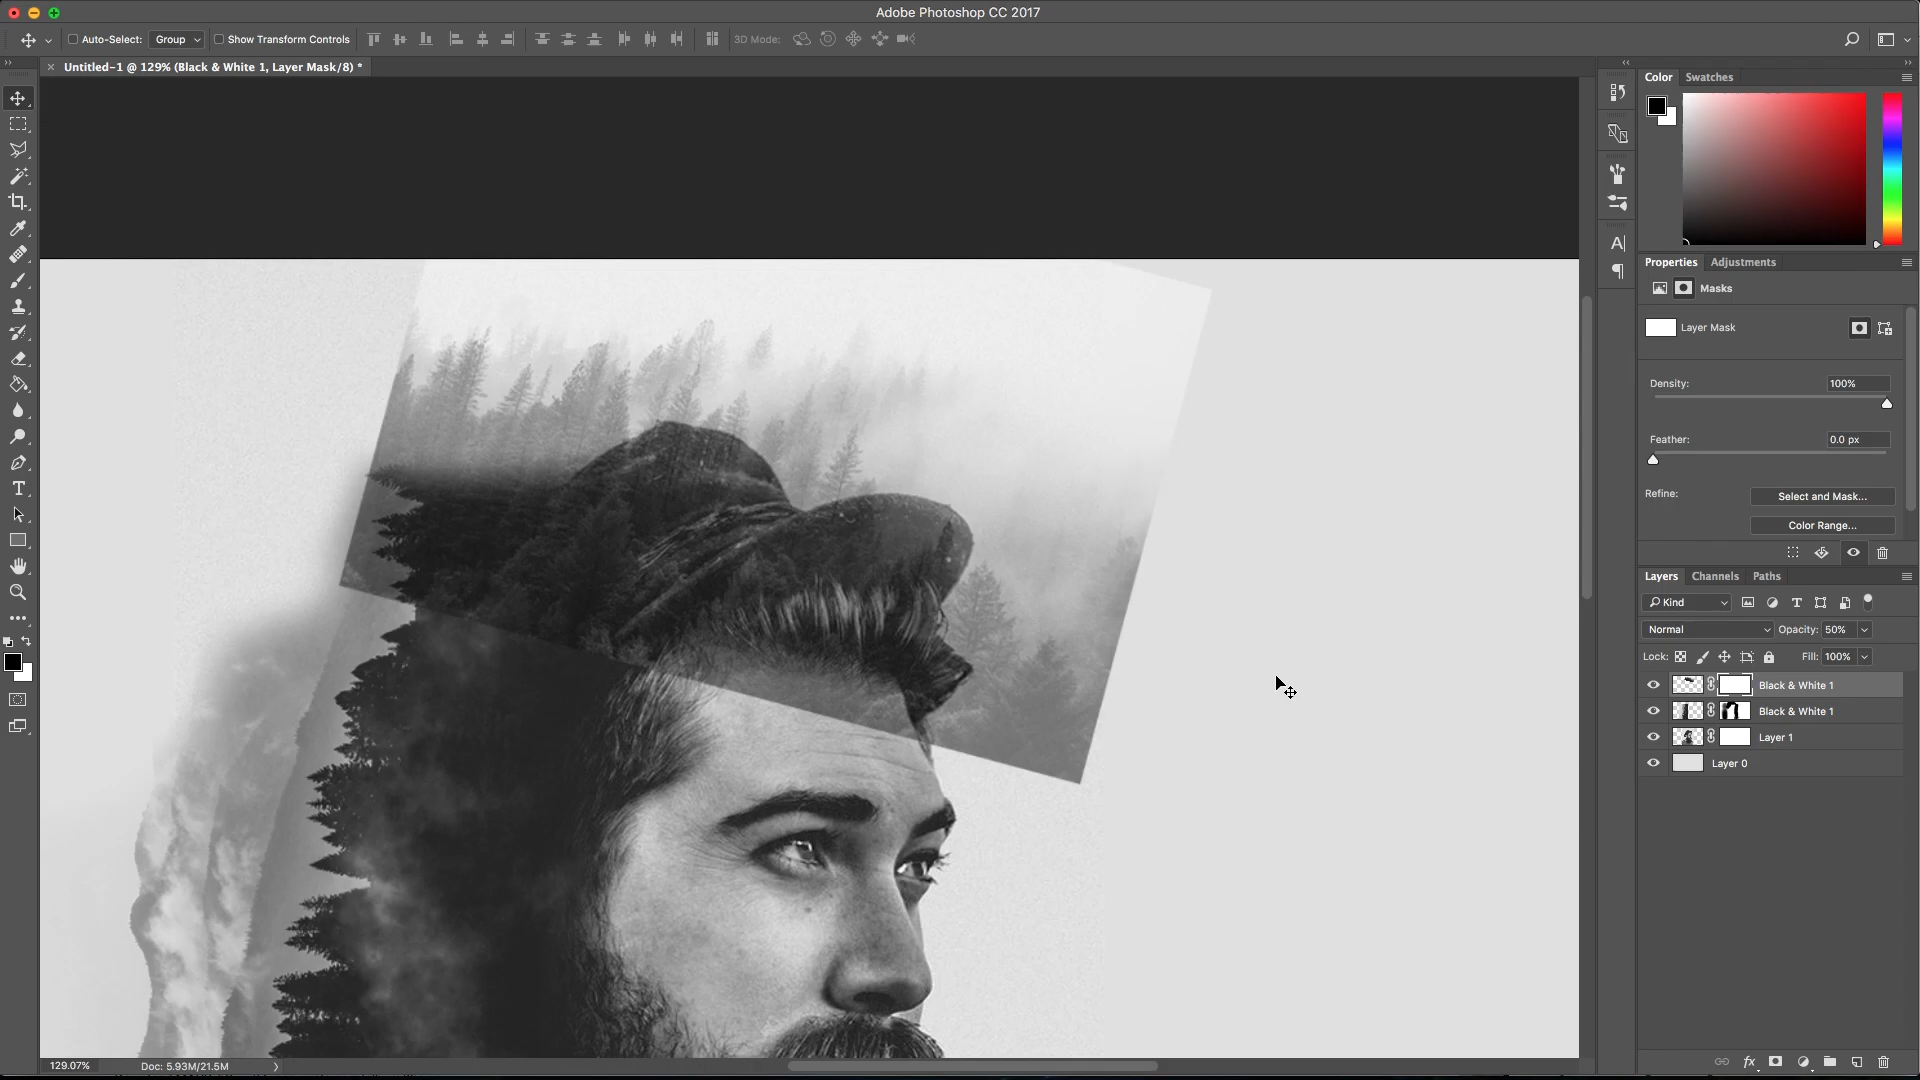 Adobe Photoshop CC 2017
Auto-Select: Group Show Transform Controls 3D Mode:
Untitled-1 @ 129% (Black & White 1, Layer Mask/8) *
Color Swatches
Properties Adjustments
Masks
Layer Mask
Density: 100%
Feather: 0.0 px
Refine: Select and Mask...
Color Range...
Layers Channels Paths
Kind
Normal Opacity: 50%
Lock: Fill: 100%
Black & White 1
Black & White 1
Layer 1
Layer 0
129.07% Doc: 5.93M/21.5M